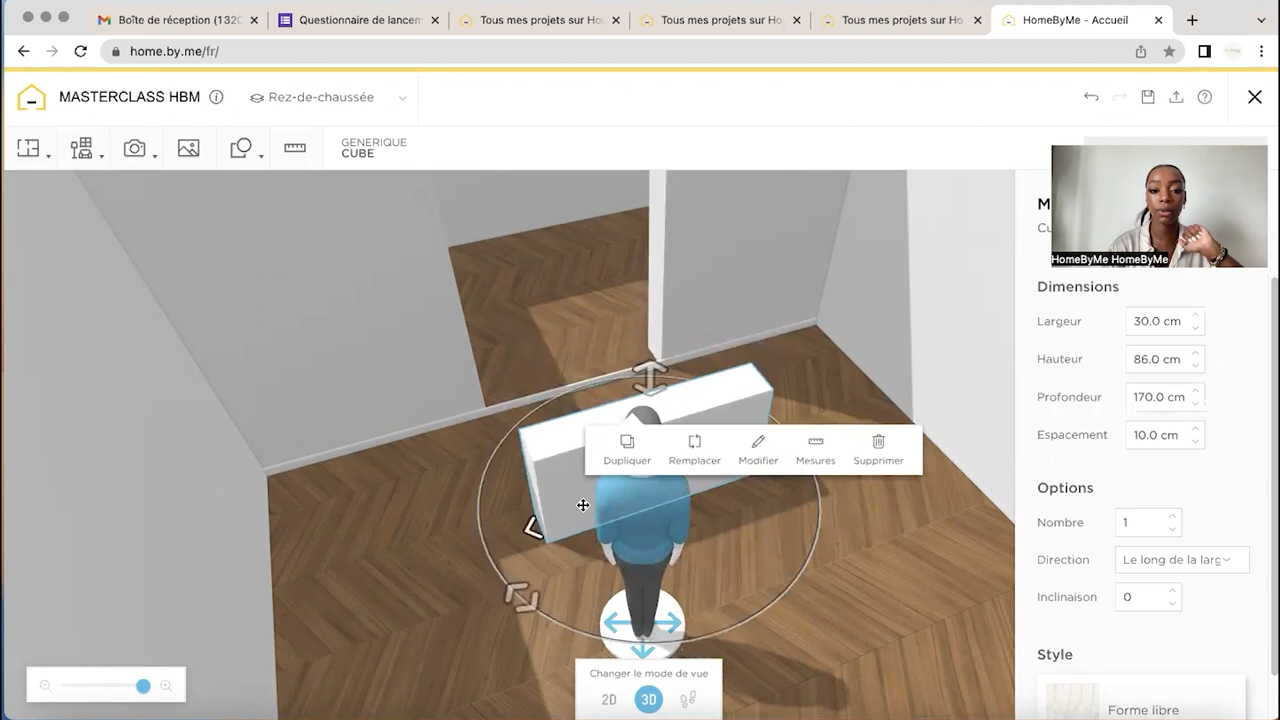 Boîte de réception (1320
Questionnaire de lancem
Tous mes projets sur Ho
Tous mes projets sur Ho
Tous mes projets sur Ho
HomeByMe - Accueil
home.by.me/fr/
MASTERCLASS HBM
Rez-de-chaussée
GENERIQUE
CUBE
M
Cu
HomeByMe HomeByMe
Dimensions
Largeur 30.0 cm
Hauteur 86.0 cm
Profondeur 170.0 cm
Espacement 10.0 cm
Dupliquer Remplacer Modifier Mesures Supprimer
Options
Nombre 1
Direction Le long de la larg
Inclinaison 0
Style
Forme libre
Changer le mode de vue
2D 3D